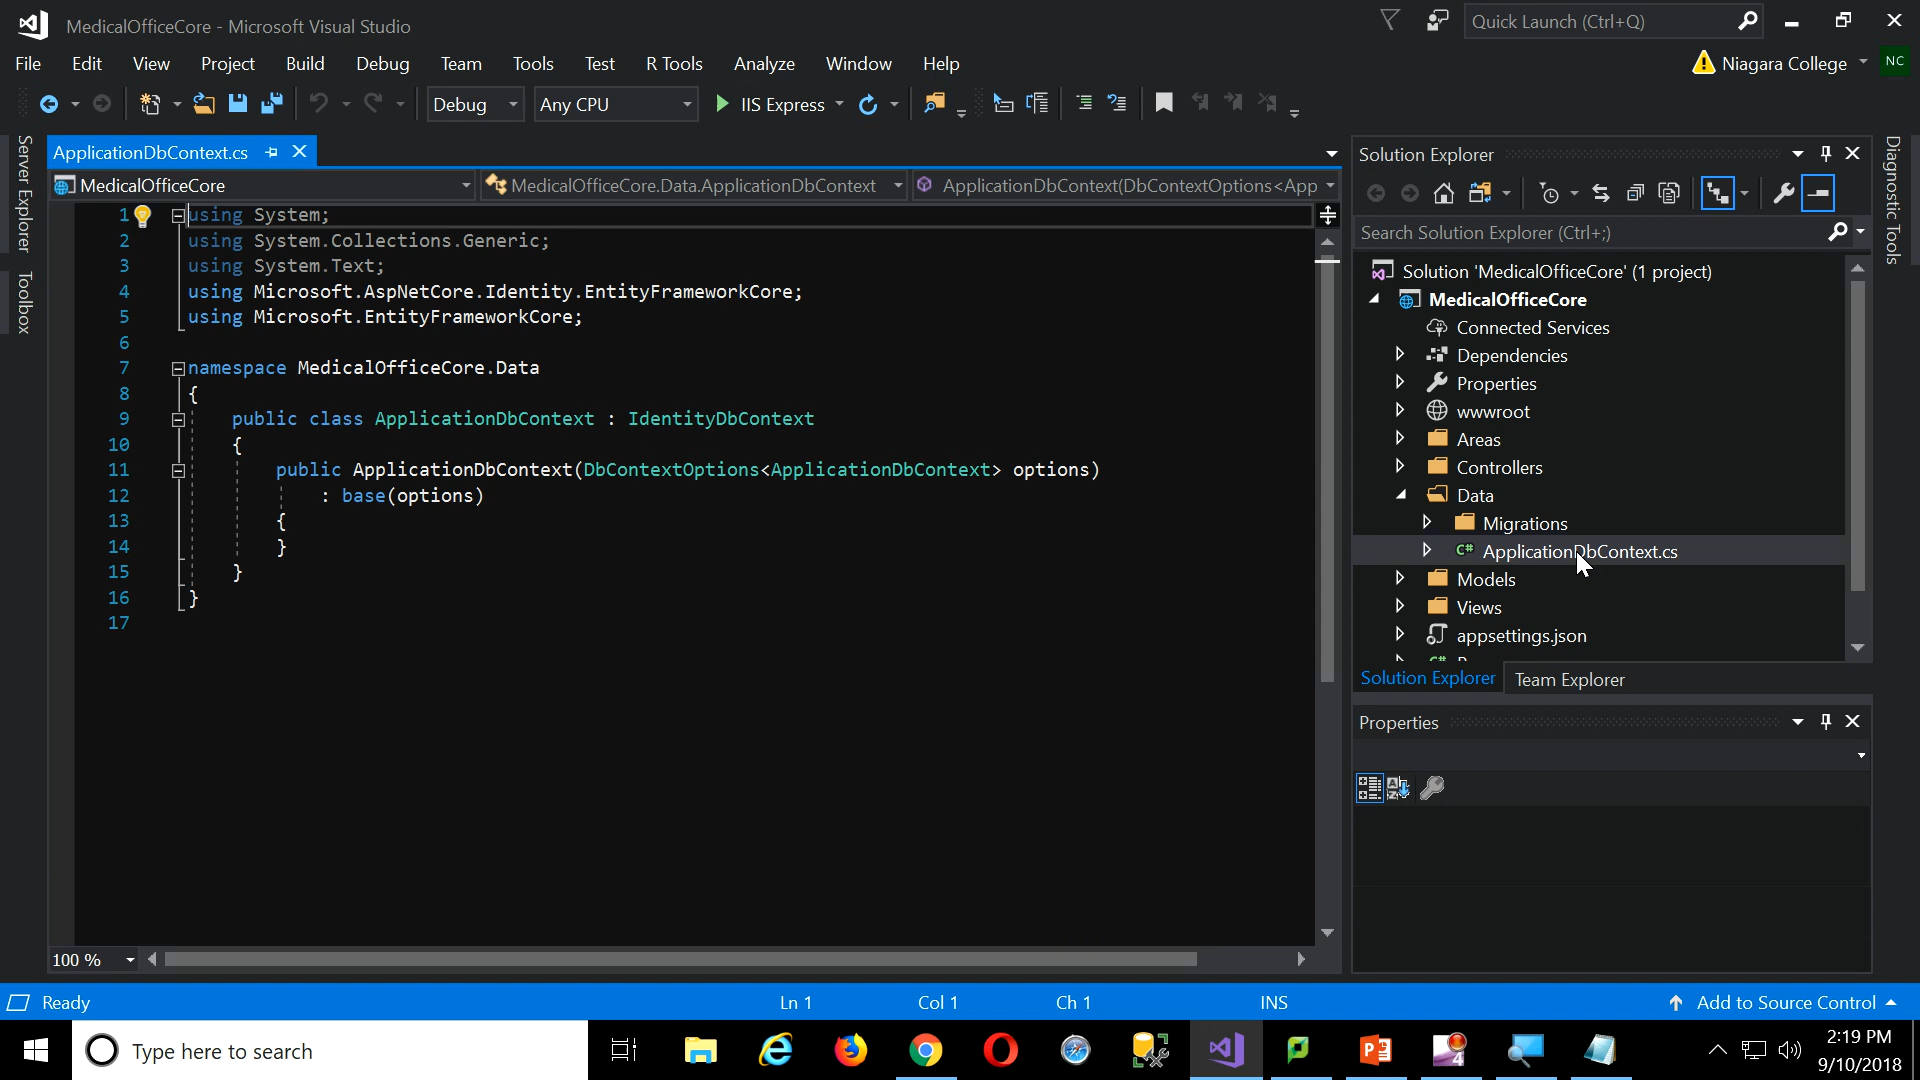 MedicalOfficeCore - Microsoft Visual Studio
Quick Launch (Ctrl+Q)
File Edit View Project Build Debug Team Tools Test R Tools Analyze Window Help
Niagara College
NC
Debug
Any CPU
IIS Express
Server Explorer
Toolbox
ApplicationDbContext.cs
MedicalOfficeCore
MedicalOfficeCore.Data.ApplicationDbContext
ApplicationDbContext(DbContextOptions<App
1 using System;
2 using System.Collections.Generic;
3 using System.Text;
4 using Microsoft.AspNetCore.Identity.EntityFrameworkCore;
5 using Microsoft.EntityFrameworkCore;
6
7 namespace MedicalOfficeCore.Data
8 {
9 public class ApplicationDbContext : IdentityDbContext
10 {
11 public ApplicationDbContext(DbContextOptions<ApplicationDbContext> options)
12 : base(options)
13 {
14 }
15 }
16 }
17
100 %
Solution Explorer
Search Solution Explorer (Ctrl+;)
Solution 'MedicalOfficeCore' (1 project)
MedicalOfficeCore
Connected Services
Dependencies
Properties
wwwroot
Areas
Controllers
Data
Migrations
C# ApplicationDbContext.cs
Models
Views
appsettings.json
Solution Explorer
Team Explorer
Properties
Diagnostic Tools
Ready
Ln 1
Col 1
Ch 1
INS
Add to Source Control
Type here to search
2:19 PM
9/10/2018